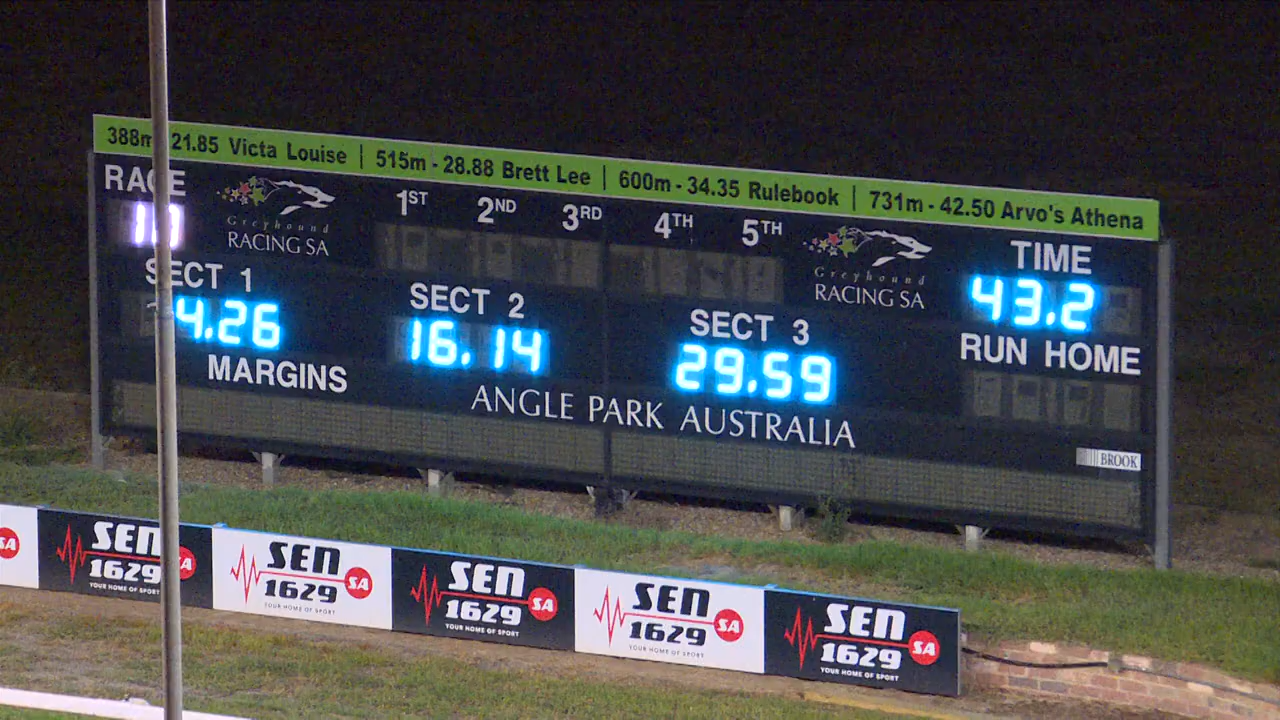 388m 21.85 Victa Louise | 515m - 28.88 Brett Lee | 600m - 34.35 Rulebook | 731m - 42.50 Arvo's Athena
RACE
Greyhound
RACING SA
1ST 2ND 3RD 4TH 5TH
Greyhound
RACING SA
TIME
43.2
SECT 1
4.26
SECT 2
16.14
SECT 3
29.59
RUN HOME
MARGINS
ANGLE PARK AUSTRALIA
BROOK
SA
SEN
1629
SA
YOUR HOME OF SPORT
SEN
1629
SA
YOUR HOME OF SPORT
SEN
1629
SA
YOUR HOME OF SPORT
SEN
1629
SA
YOUR HOME OF SPORT
SEN
1629
SA
YOUR HOME OF SPORT